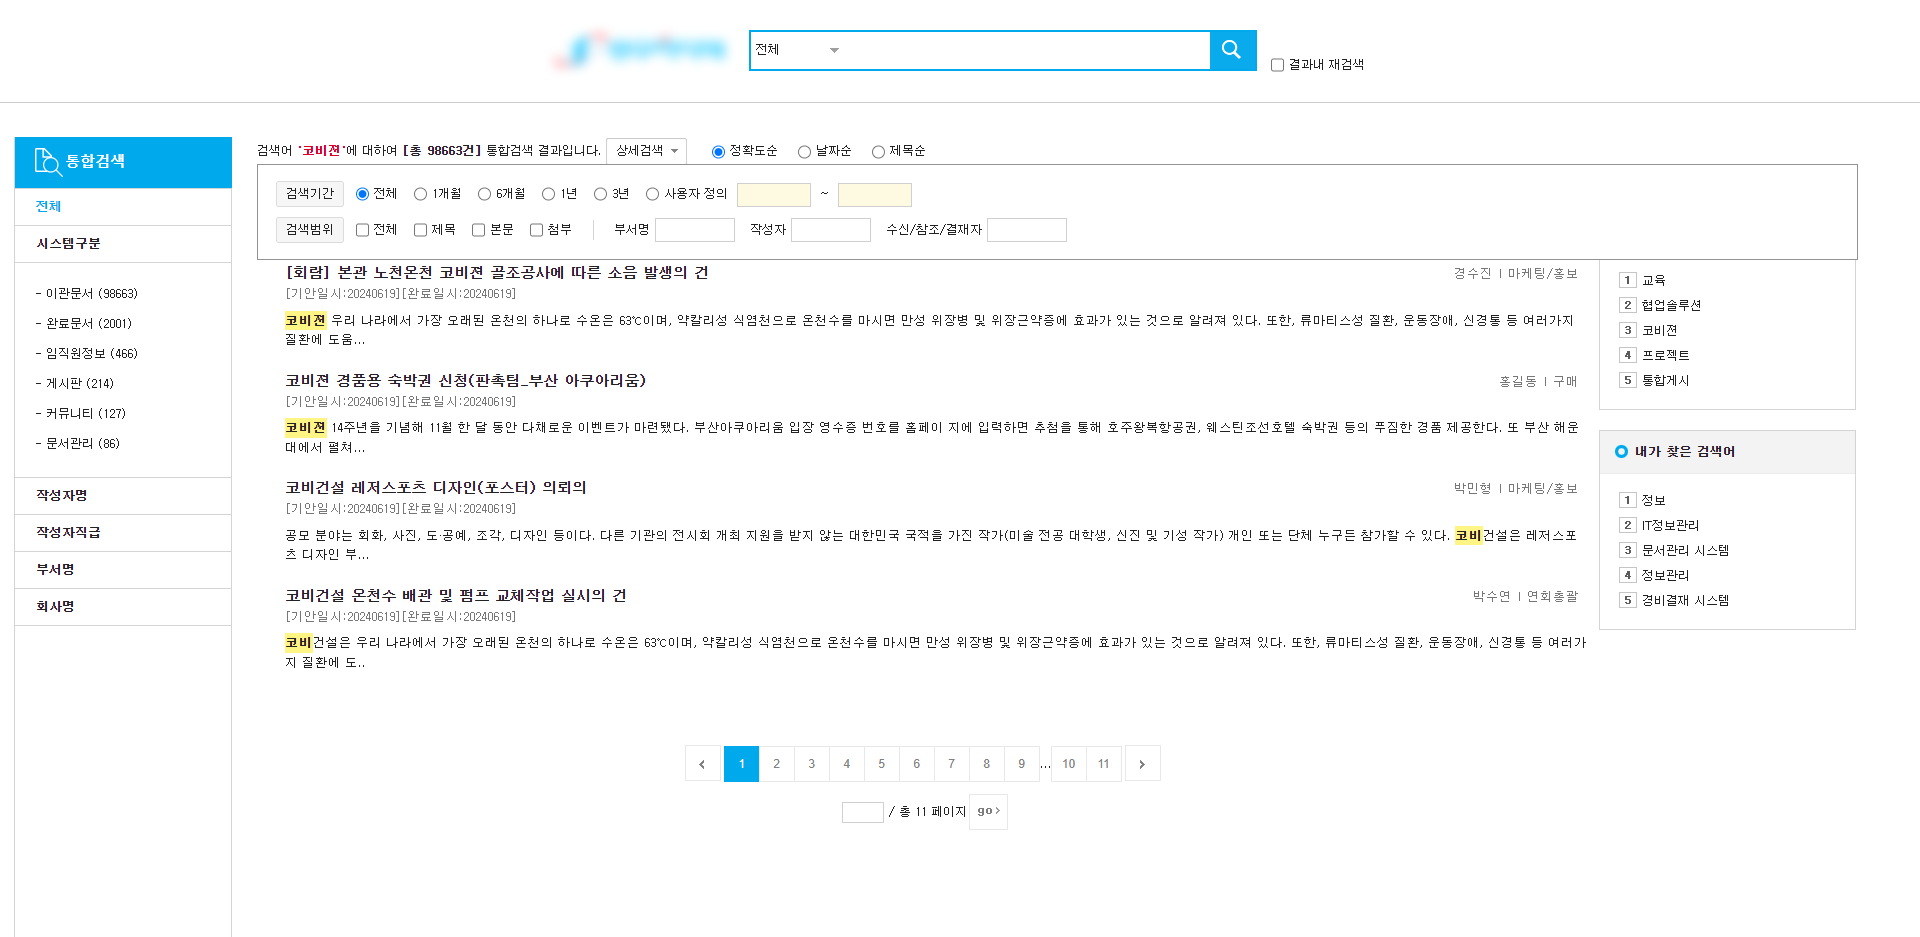 전체
결과내 재검색
통합검색
전체
시스템구분
- 이관문서 (98663)
- 완료문서 (2001)
- 임직원정보 (466)
- 게시판 (214)
- 커뮤니티 (127)
- 문서관리 (86)
작성자명
작성자직급
부서명
회사명
검색어 '코비젼'에 대하여 [총 98663건] 통합검색 결과입니다. 상세검색 정확도순 날짜순 제목순
검색기간 전체 1개월 6개월 1년 3년 사용자 정의 ~
검색범위 전체 제목 본문 첨부 부서명 작성자 수신/참조/결재자
[회람] 본관 노천온천 코비젼 골조공사에 따른 소음 발생의 건 경수진 | 마케팅/홍보
[기안일시:20240619][완료일시:20240619]
코비젼 우리 나라에서 가장 오래된 온천의 하나로 수온은 63℃이며, 약칼리성 식염천으로 온천수를 마시면 만성 위장병 및 위장근약증에 효과가 있는 것으로 알려져 있다. 또한, 류마티스성 질환, 운동장애, 신경통 등 여러가지
질환에 도움...
코비젼 경품용 숙박권 신청(판촉팀_부산 아쿠아리움) 홍길동 | 구매
[기안일시:20240619][완료일시:20240619]
코비젼 14주년을 기념해 11월 한 달 동안 다채로운 이벤트가 마련됐다. 부산아쿠아리움 입장 영수증 번호를 홈페이 지에 입력하면 추첨을 통해 호주왕복항공권, 웨스틴조선호텔 숙박권 등의 푸짐한 경품 제공한다. 또 부산 해운
대에서 펼쳐...
코비건설 레저스포츠 디자인(포스터) 의뢰의 박민형 | 마케팅/홍보
[기안일시:20240619][완료일시:20240619]
공모 분야는 회화, 사진, 도·공예, 조각, 디자인 등이다. 다른 기관의 전시회 개최 지원을 받지 않는 대한민국 국적을 가진 작가(미술 전공 대학생, 신진 및 기성 작가) 개인 또는 단체 누구든 참가할 수 있다. 코비건설은 레저스포
츠 디자인 부...
코비건설 온천수 배관 및 펌프 교체작업 실시의 건 박수연 | 연회총괄
[기안일시:20240619][완료일시:20240619]
코비건설은 우리 나라에서 가장 오래된 온천의 하나로 수온은 63℃이며, 약칼리성 식염천으로 온천수를 마시면 만성 위장병 및 위장근약증에 효과가 있는 것으로 알려져 있다. 또한, 류마티스성 질환, 운동장애, 신경통 등 여러가
지 질환에 도..
‹ 1 2 3 4 5 6 7 8 9 ... 10 11 ›
/ 총 11 페이지 go ›
1 교육
2 협업솔루션
3 코비젼
4 프로젝트
5 통합게시
내가 찾은 검색어
1 정보
2 IT정보관리
3 문서관리 시스템
4 정보관리
5 경비결재 시스템